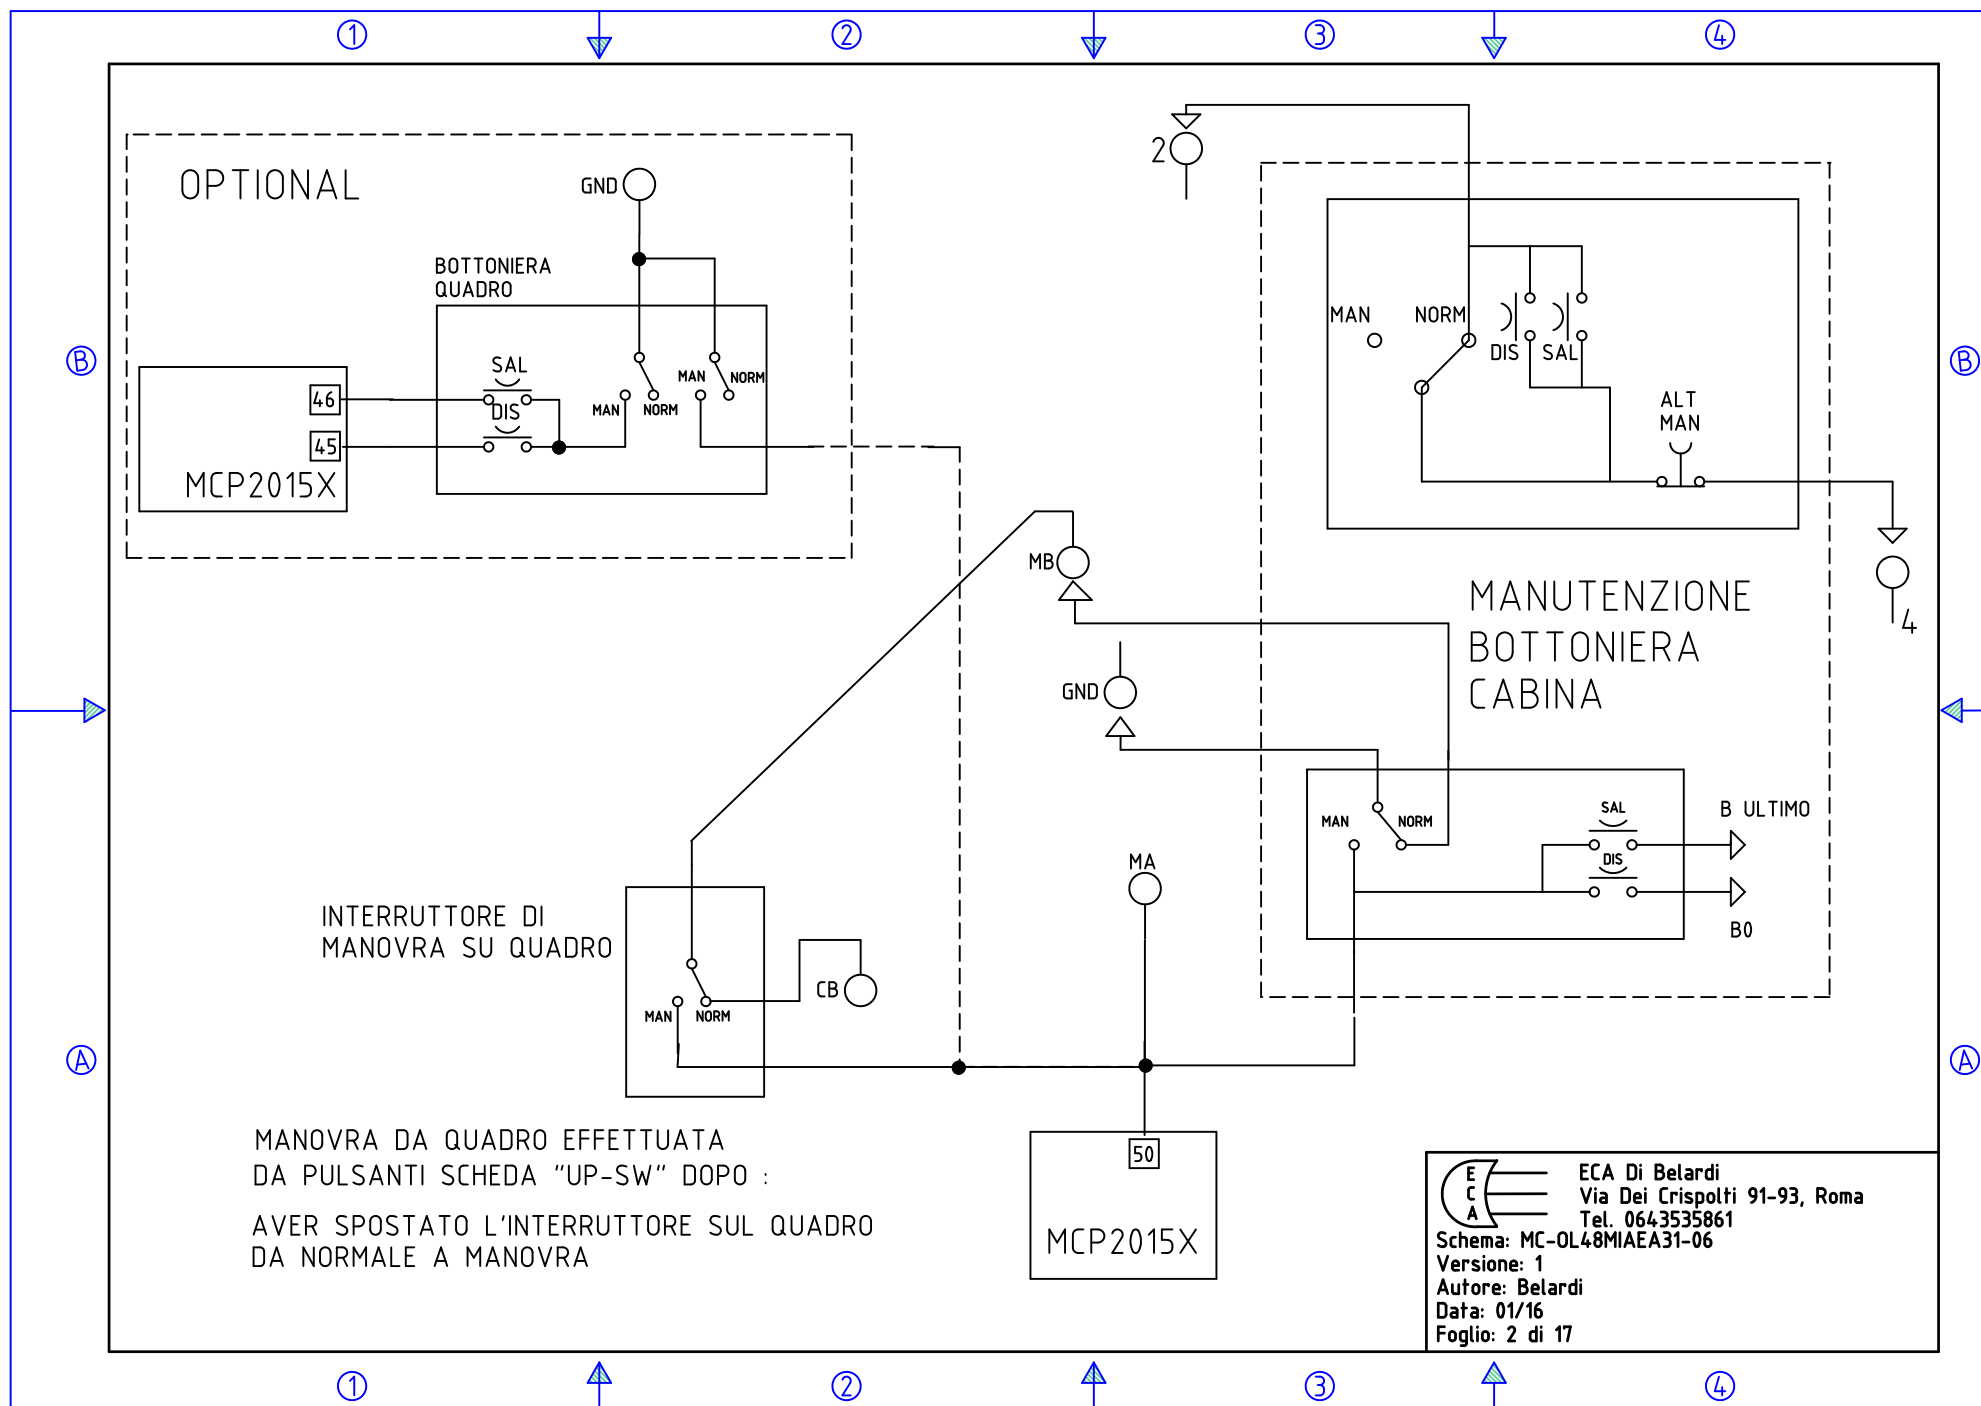 1
2
3
4
OPTIONAL
GND
BOTTONIERA
QUADRO
SAL
DIS
46
45
MCP2015X
MAN
NORM
MAN
NORM
2
MAN
NORM
DIS
SAL
ALT
MAN
4
MB
GND
MANUTENZIONE
BOTTONIERA
CABINA
B
B
MAN
NORM
SAL
DIS
B ULTIMO
B0
MA
INTERRUTTORE DI
MANOVRA SU QUADRO
CB
MAN
NORM
A
A
50
MCP2015X
MANOVRA DA QUADRO EFFETTUATA
DA PULSANTI SCHEDA "UP-SW" DOPO :
AVER SPOSTATO L'INTERRUTTORE SUL QUADRO
DA NORMALE A MANOVRA
E
C
A
ECA Di Belardi
Via Dei Crispolti 91-93, Roma
Tel. 0643535861
Schema: MC-OL48MIAEA31-06
Versione: 1
Autore: Belardi
Data: 01/16
Foglio: 2 di 17
1
2
3
4